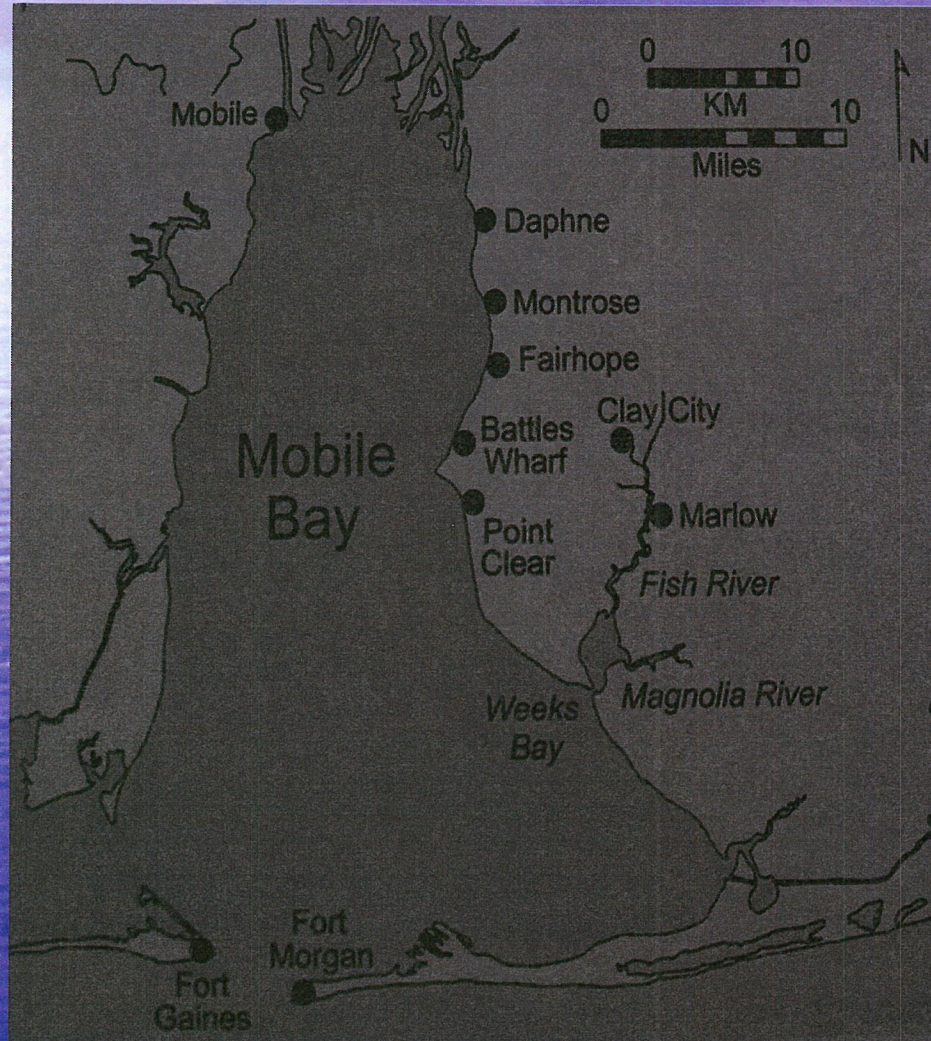 0 10
KM
0 10
Miles
N
Mobile
Daphne
Montrose
Fairhope
Clay City
Battles
Wharf
Mobile
Bay
Marlow
Point
Clear
Fish River
Magnolia River
Weeks
Bay
Fort
Morgan
Fort
Gaines